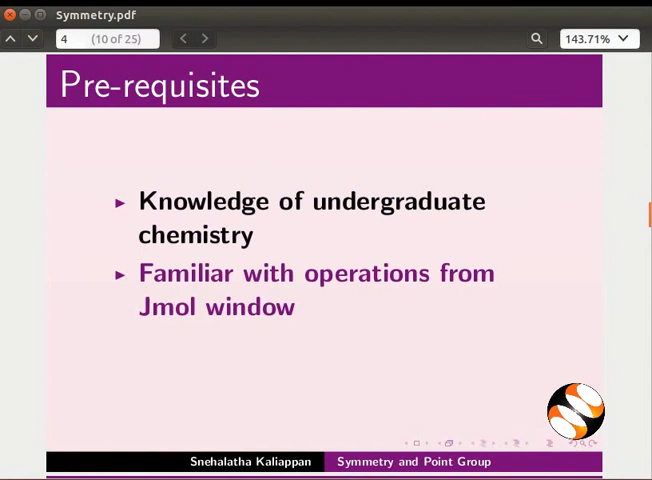 Symmetry.pdf
4 (10 of 25) 143.71%
Pre-requisites
Knowledge of undergraduate
chemistry
Familiar with operations from
Jmol window
Snehalatha Kaliappan Symmetry and Point Group